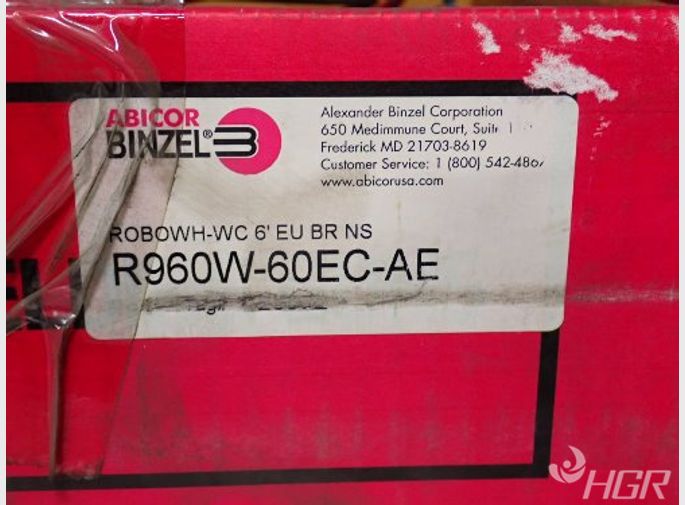 ABICOR
BINZEL®
Alexander Binzel Corporation
650 Medimmune Court, Suite
Frederick MD 21703-8619
Customer Service: 1 (800) 542-4867
www.abicorusa.com
ROBOWH-WC 6' EU BR NS
R960W-60EC-AE
HGR